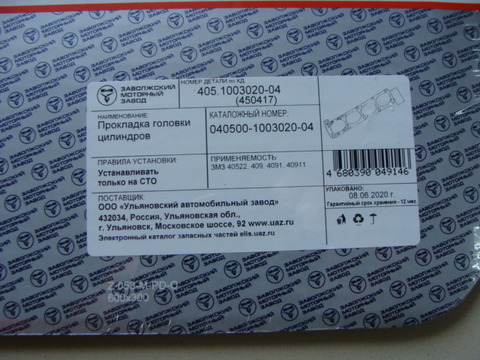 ЗАВОЛЖСКИЙ
МОТОРНЫЙ
ЗАВОД
НОМЕР ДЕТАЛИ по КД:
405.1003020-04
(450417)
НАИМЕНОВАНИЕ:
Прокладка головки
цилиндров
КАТАЛОЖНЫЙ НОМЕР:
040500-1003020-04
ПРАВИЛА УСТАНОВКИ:
Устанавливать
только на СТО
ПРИМЕНЯЕМОСТЬ:
ЗМЗ 40522, 409, 4091, 40911
4 680390 049146
ПОСТАВЩИК:
ООО «Ульяновский автомобильный завод»
432034, Россия, Ульяновская обл.,
г. Ульяновск, Московское шоссе, 92 www.uaz.ru
Электронный каталог запасных частей elis.uaz.ru
УПАКОВАНО:
08.06.2020 г.
Гарантийный срок хранения - 12 мес.
Z-053-M-PD-O
600x300